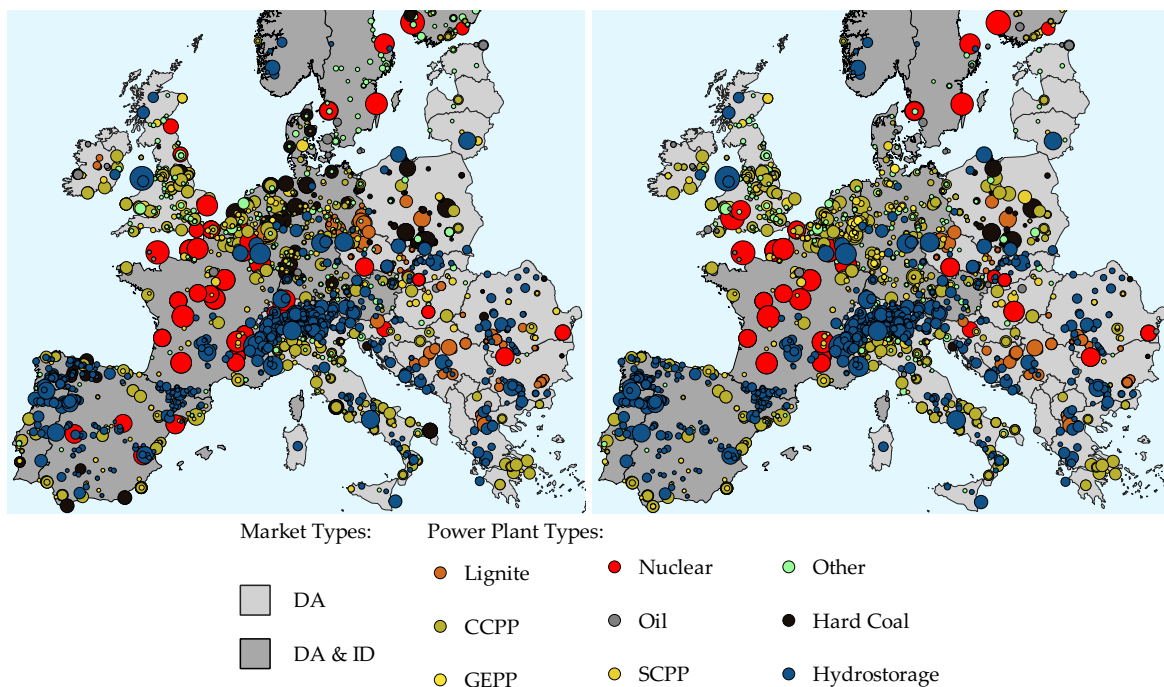 Market Types:
Power Plant Types:
DA
DA & ID
Lignite
CCPP
GEPP
Nuclear
Oil
SCPP
Other
Hard Coal
Hydrostorage